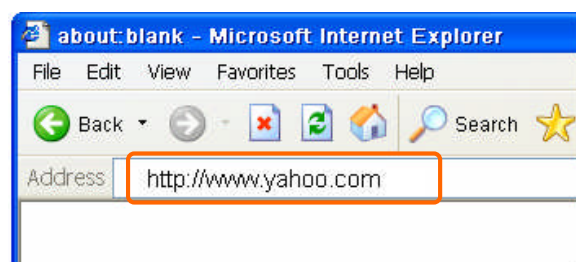 about:blank - Microsoft Internet Explorer
File Edit View Favorites Tools Help
Back Search
Address http://www.yahoo.com